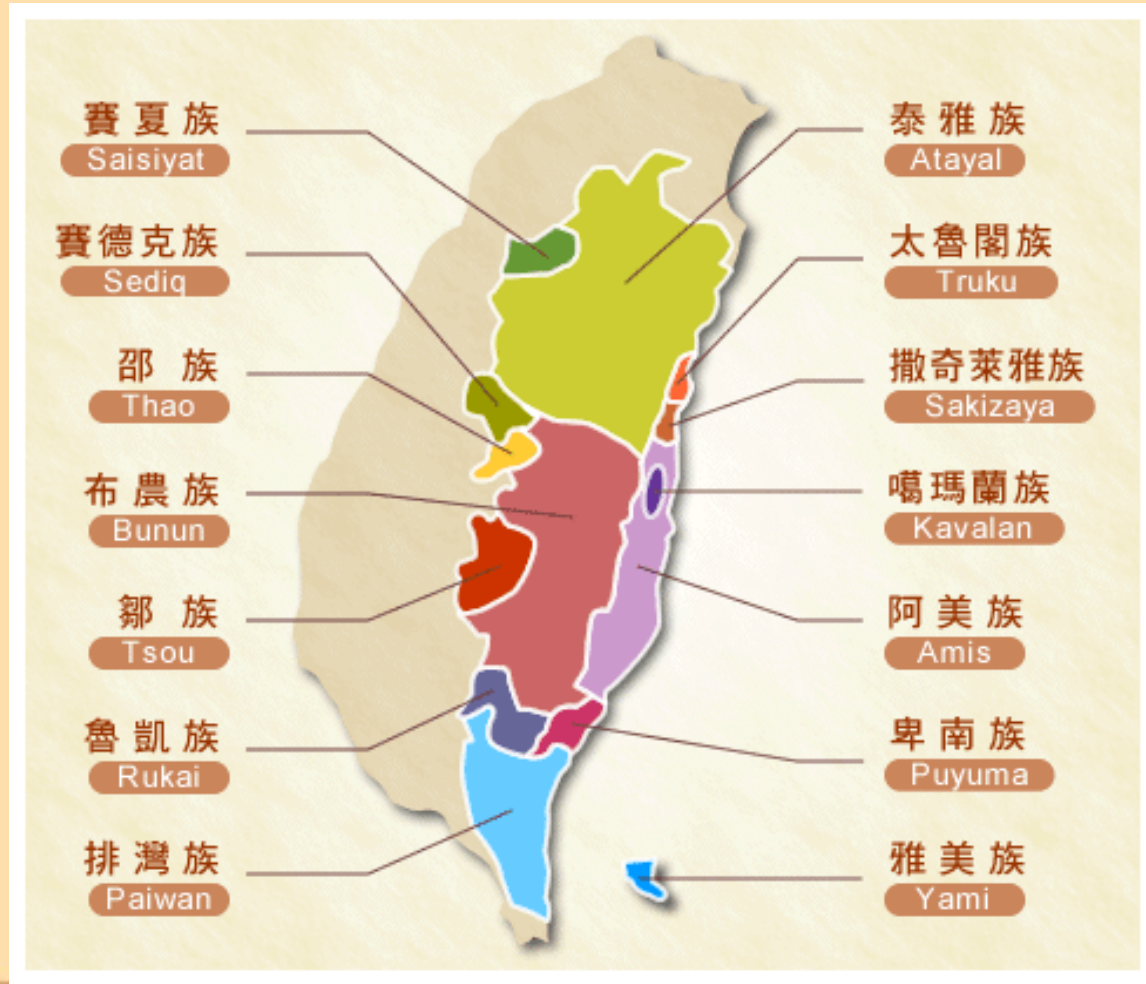 賽夏族
Saisiyat
賽德克族
Sediq
邵族
Thao
布農族
Bunun
鄒族
Tsou
魯凱族
Rukai
排灣族
Paiwan
泰雅族
Atayal
太魯閣族
Truku
撒奇萊雅族
Sakizaya
噶瑪蘭族
Kavalan
阿美族
Amis
卑南族
Puyuma
雅美族
Yami